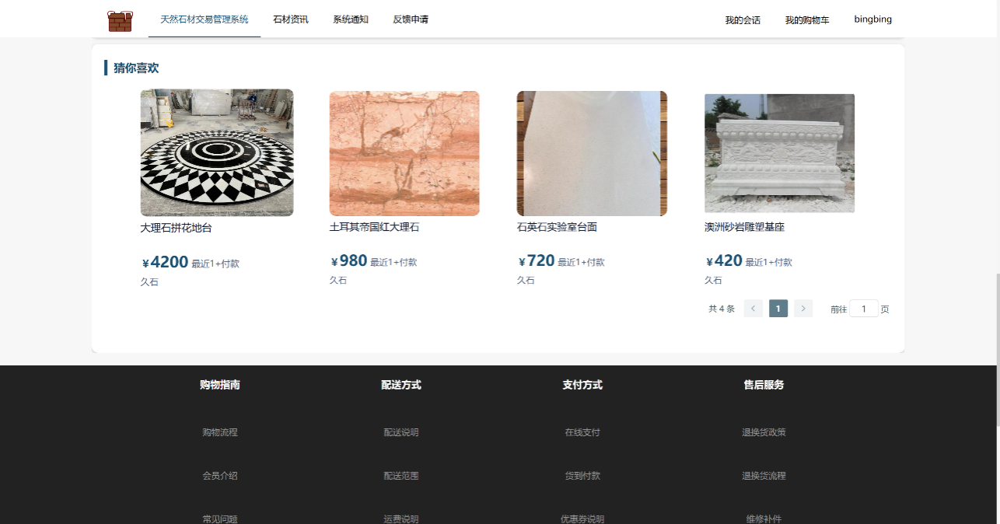 天然石材交易管理系统 石材资讯 系统通知 反馈申请 我的会话 我的购物车 bingbing
猜你喜欢
大理石拼花地台 土耳其帝国红大理石 石英石实验室台面 澳洲砂岩雕塑基座
¥4200 最近1+付款 ¥980 最近1+付款 ¥720 最近1+付款 ¥420 最近1+付款
久石 久石 久石 久石
共 4 条 1 前往 1 页
购物指南 配送方式 支付方式 售后服务
购物流程 配送说明 在线支付 退换货政策
会员介绍 配送范围 货到付款 退换货流程
常见问题 运费说明 优惠券说明 维修补件